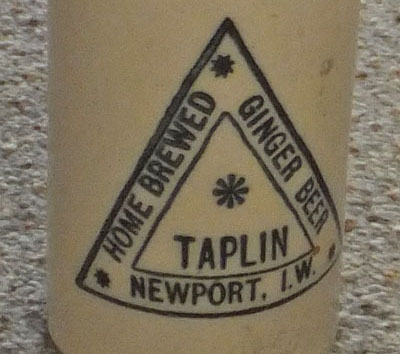 HOME BREWED
GINGER BEER
TAPLIN
NEWPORT, I.W.